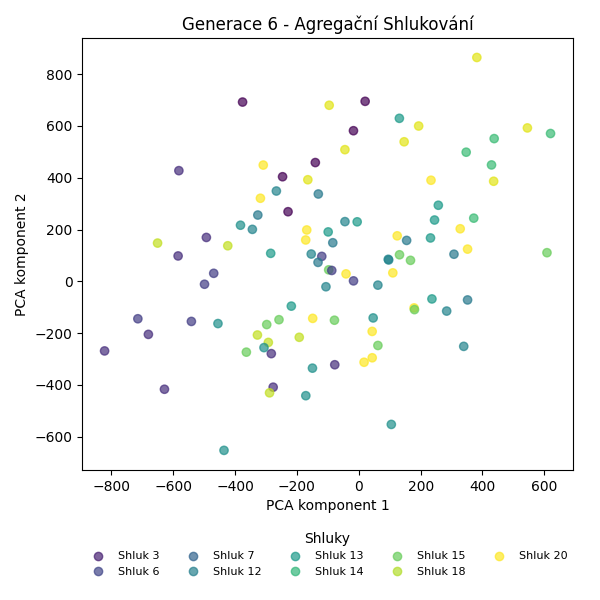 Generace 6 - Agregační Shlukování
PCA komponent 2
800
600
400
200
0
−200
−400
−600
−800 −600 −400 −200 0 200 400 600
PCA komponent 1
Shluky
Shluk 3 Shluk 7 Shluk 13 Shluk 15 Shluk 20
Shluk 6 Shluk 12 Shluk 14 Shluk 18